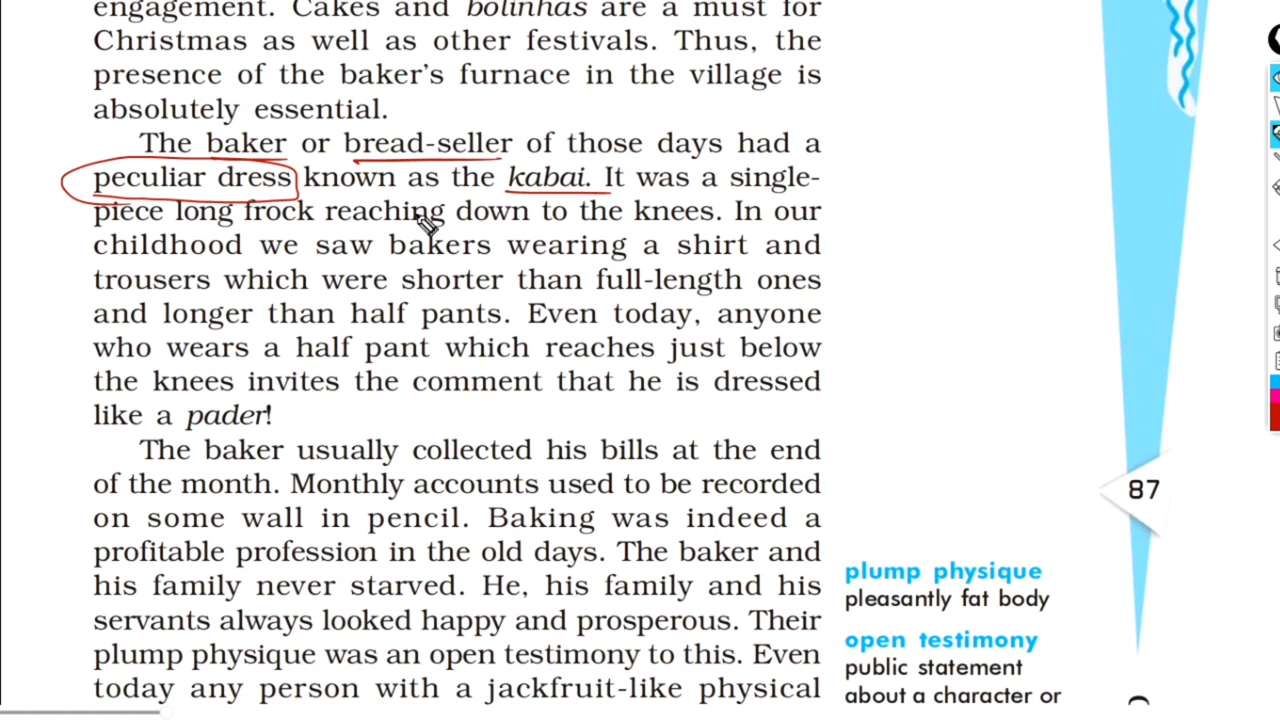 engagement. Cakes and bolinhas are a must for
Christmas as well as other festivals. Thus, the
presence of the baker's furnace in the village is
absolutely essential.
The baker or bread-seller of those days had a
peculiar dress known as the kabai. It was a single-
piece long frock reaching down to the knees. In our
childhood we saw bakers wearing a shirt and
trousers which were shorter than full-length ones
and longer than half pants. Even today, anyone
who wears a half pant which reaches just below
the knees invites the comment that he is dressed
like a pader!
The baker usually collected his bills at the end
of the month. Monthly accounts used to be recorded
on some wall in pencil. Baking was indeed a
profitable profession in the old days. The baker and
his family never starved. He, his family and his
servants always looked happy and prosperous. Their
plump physique was an open testimony to this. Even
today any person with a jackfruit-like physical
87
plump physique
pleasantly fat body
open testimony
public statement
about a character or